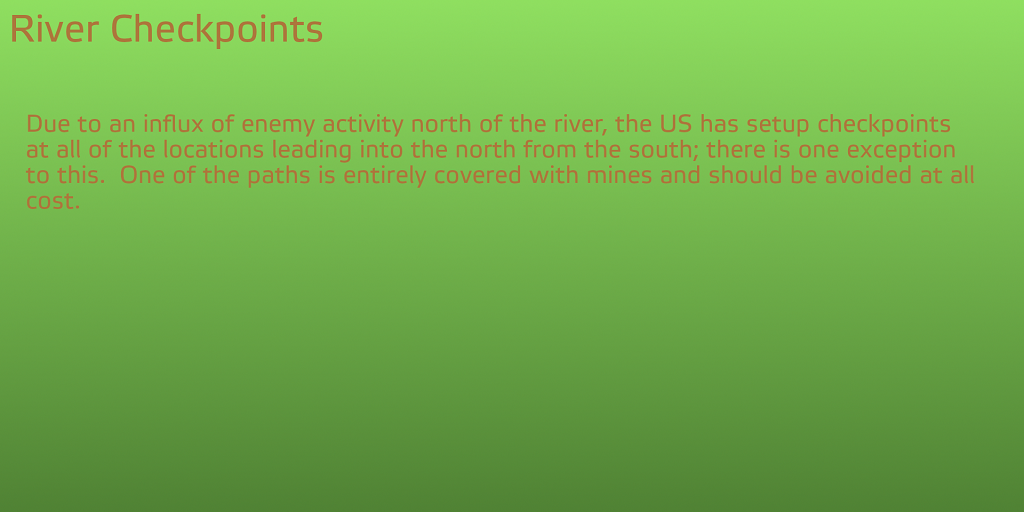 River Checkpoints
Due to an influx of enemy activity north of the river, the US has setup checkpoints
at all of the locations leading into the north from the south; there is one exception
to this.  One of the paths is entirely covered with mines and should be avoided at all
cost.